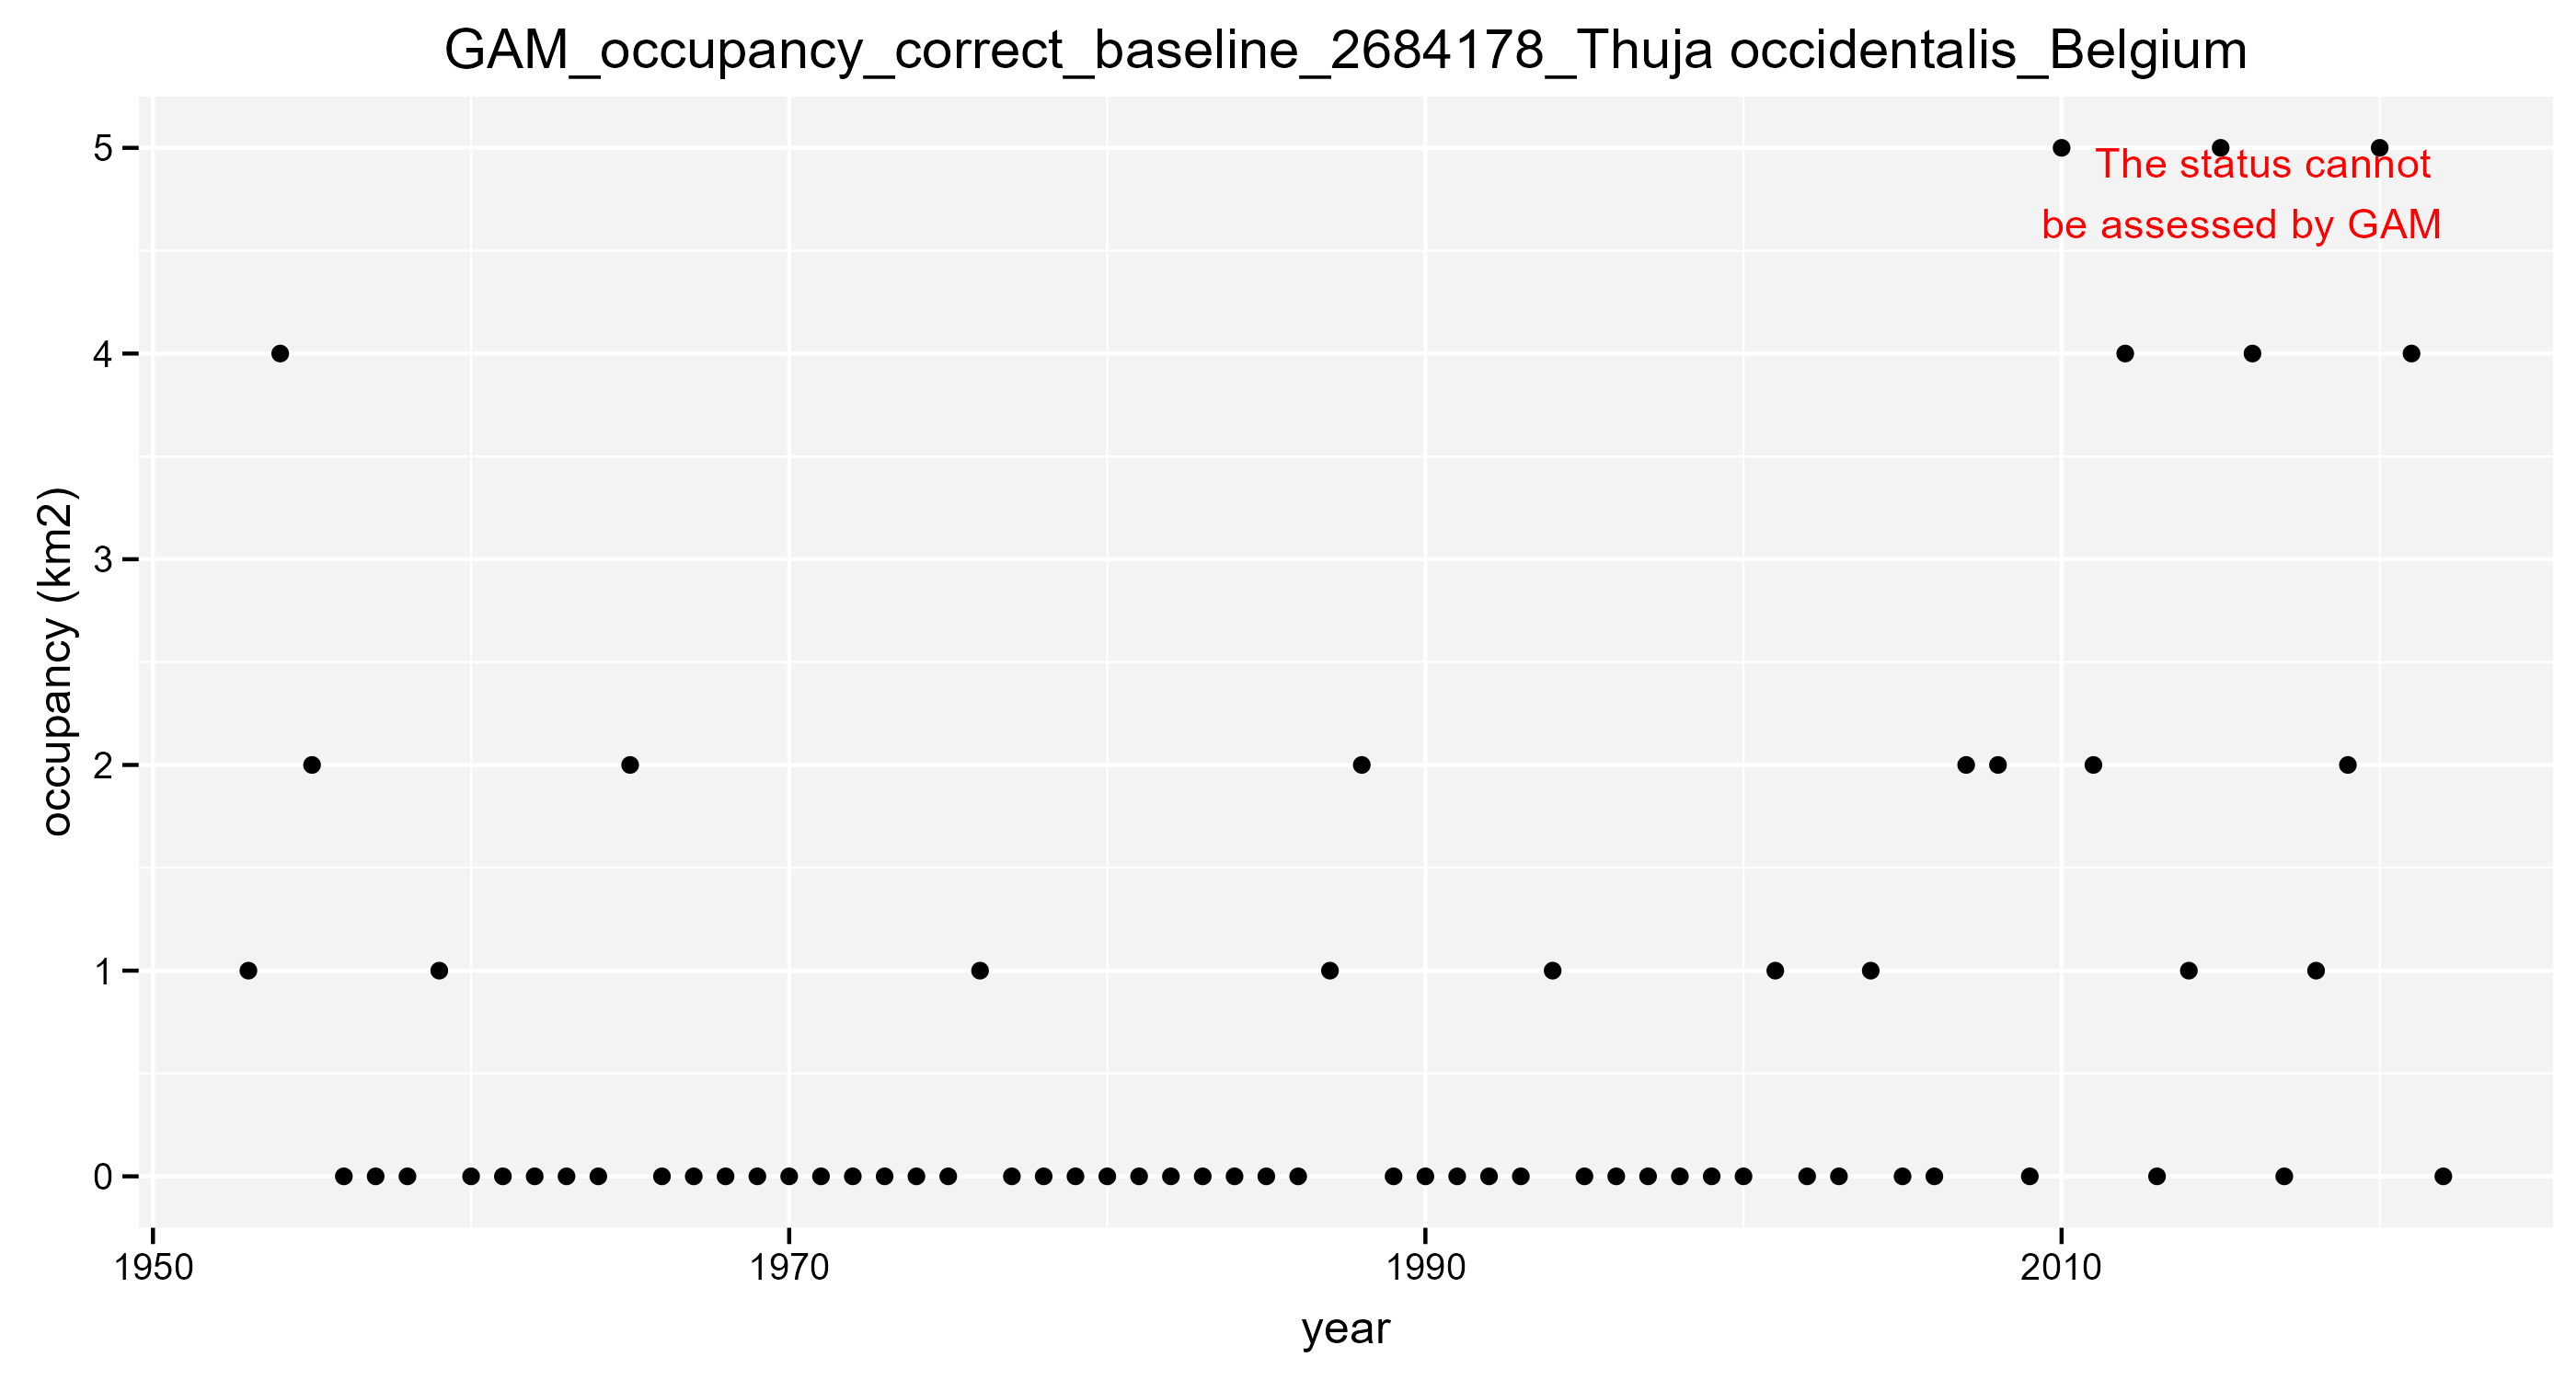 GAM_occupancy_correct_baseline_2684178_Thuja occidentalis_Belgium
5
The status cannot
be assessed by GAM
4
3
occupancy (km2)
2
1
0
1950 1970 1990 2010
year